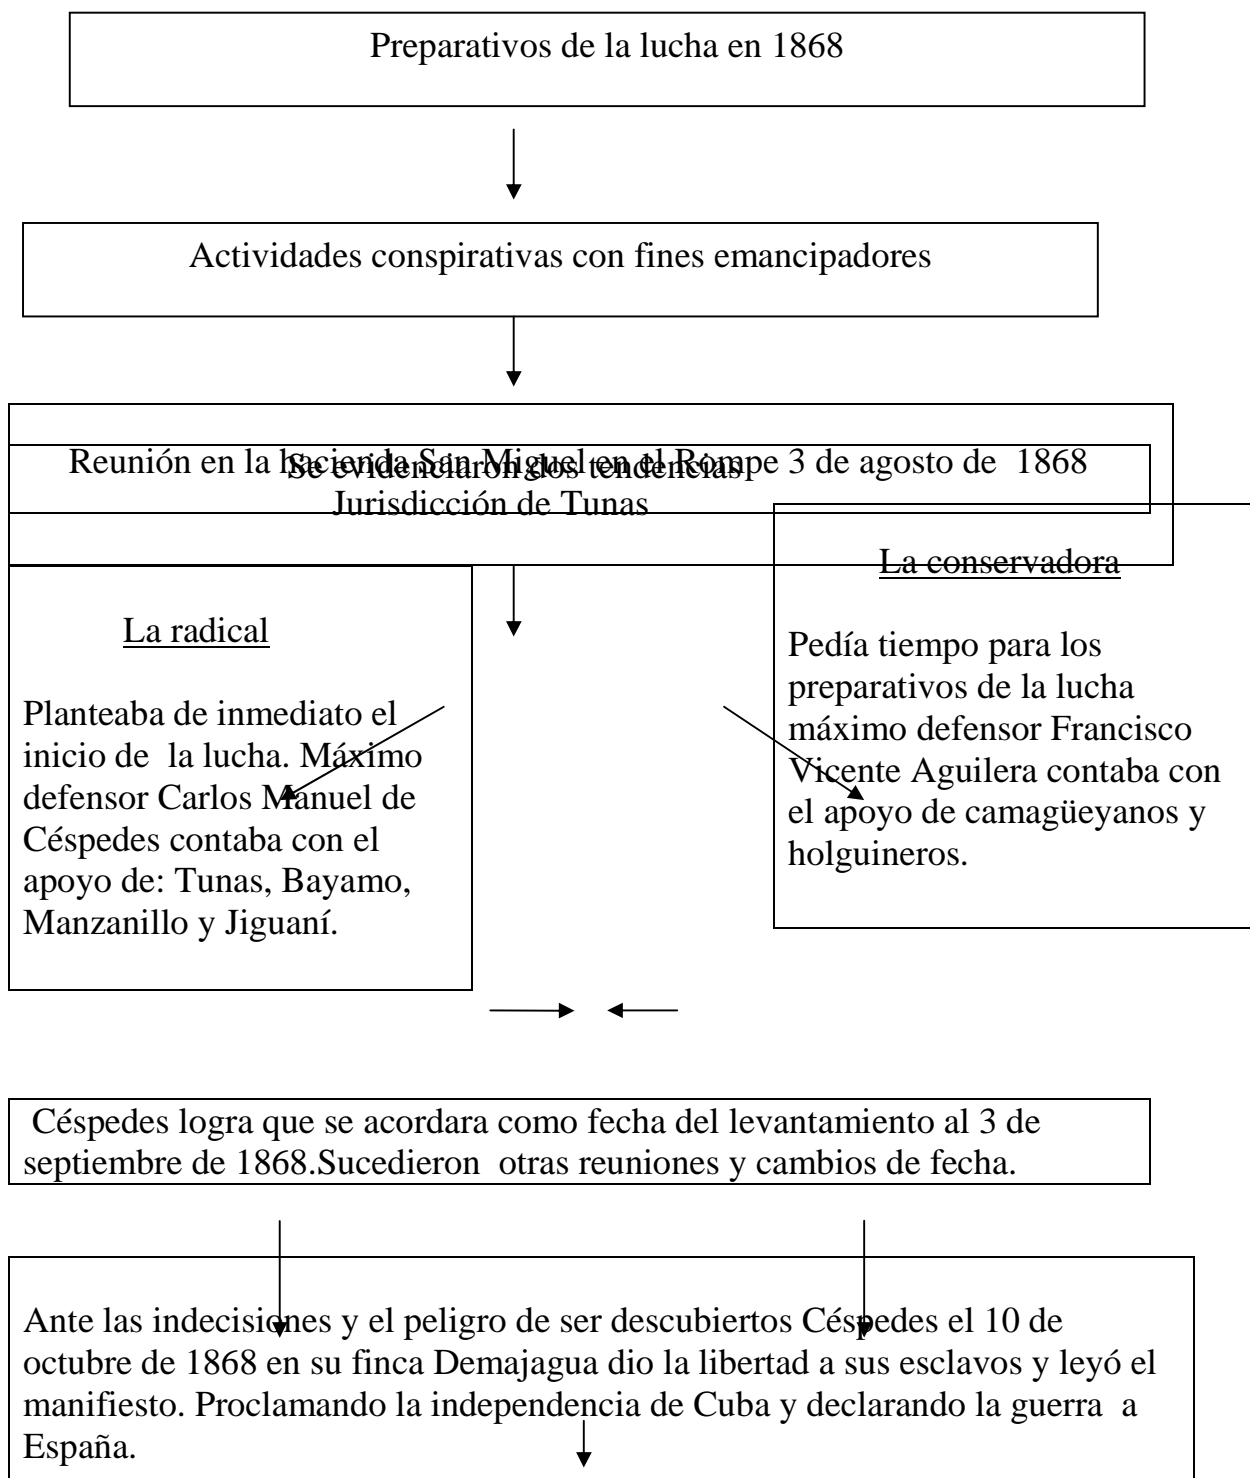 Preparativos de la lucha en 1868
Actividades conspirativas con fines emancipadores
Reunión en la hacienda San Miguel en el Rompe 3 de agosto de  1868
Jurisdicción de Tunas
Se evidenciaron dos tendencias
La radical
Planteaba de inmediato el
inicio de  la lucha. Máximo
defensor Carlos Manuel de
Céspedes contaba con el
apoyo de: Tunas, Bayamo,
Manzanillo y Jiguaní.
La conservadora
Pedía tiempo para los
preparativos de la lucha
máximo defensor Francisco
Vicente Aguilera contaba con
el apoyo de camagüeyanos y
holguineros.
Céspedes logra que se acordara como fecha del levantamiento al 3 de
septiembre de 1868.Sucedieron  otras reuniones y cambios de fecha.
Ante las indecisiones y el peligro de ser descubiertos Céspedes el 10 de
octubre de 1868 en su finca Demajagua dio la libertad a sus esclavos y leyó el
manifiesto. Proclamando la independencia de Cuba y declarando la guerra  a
España.